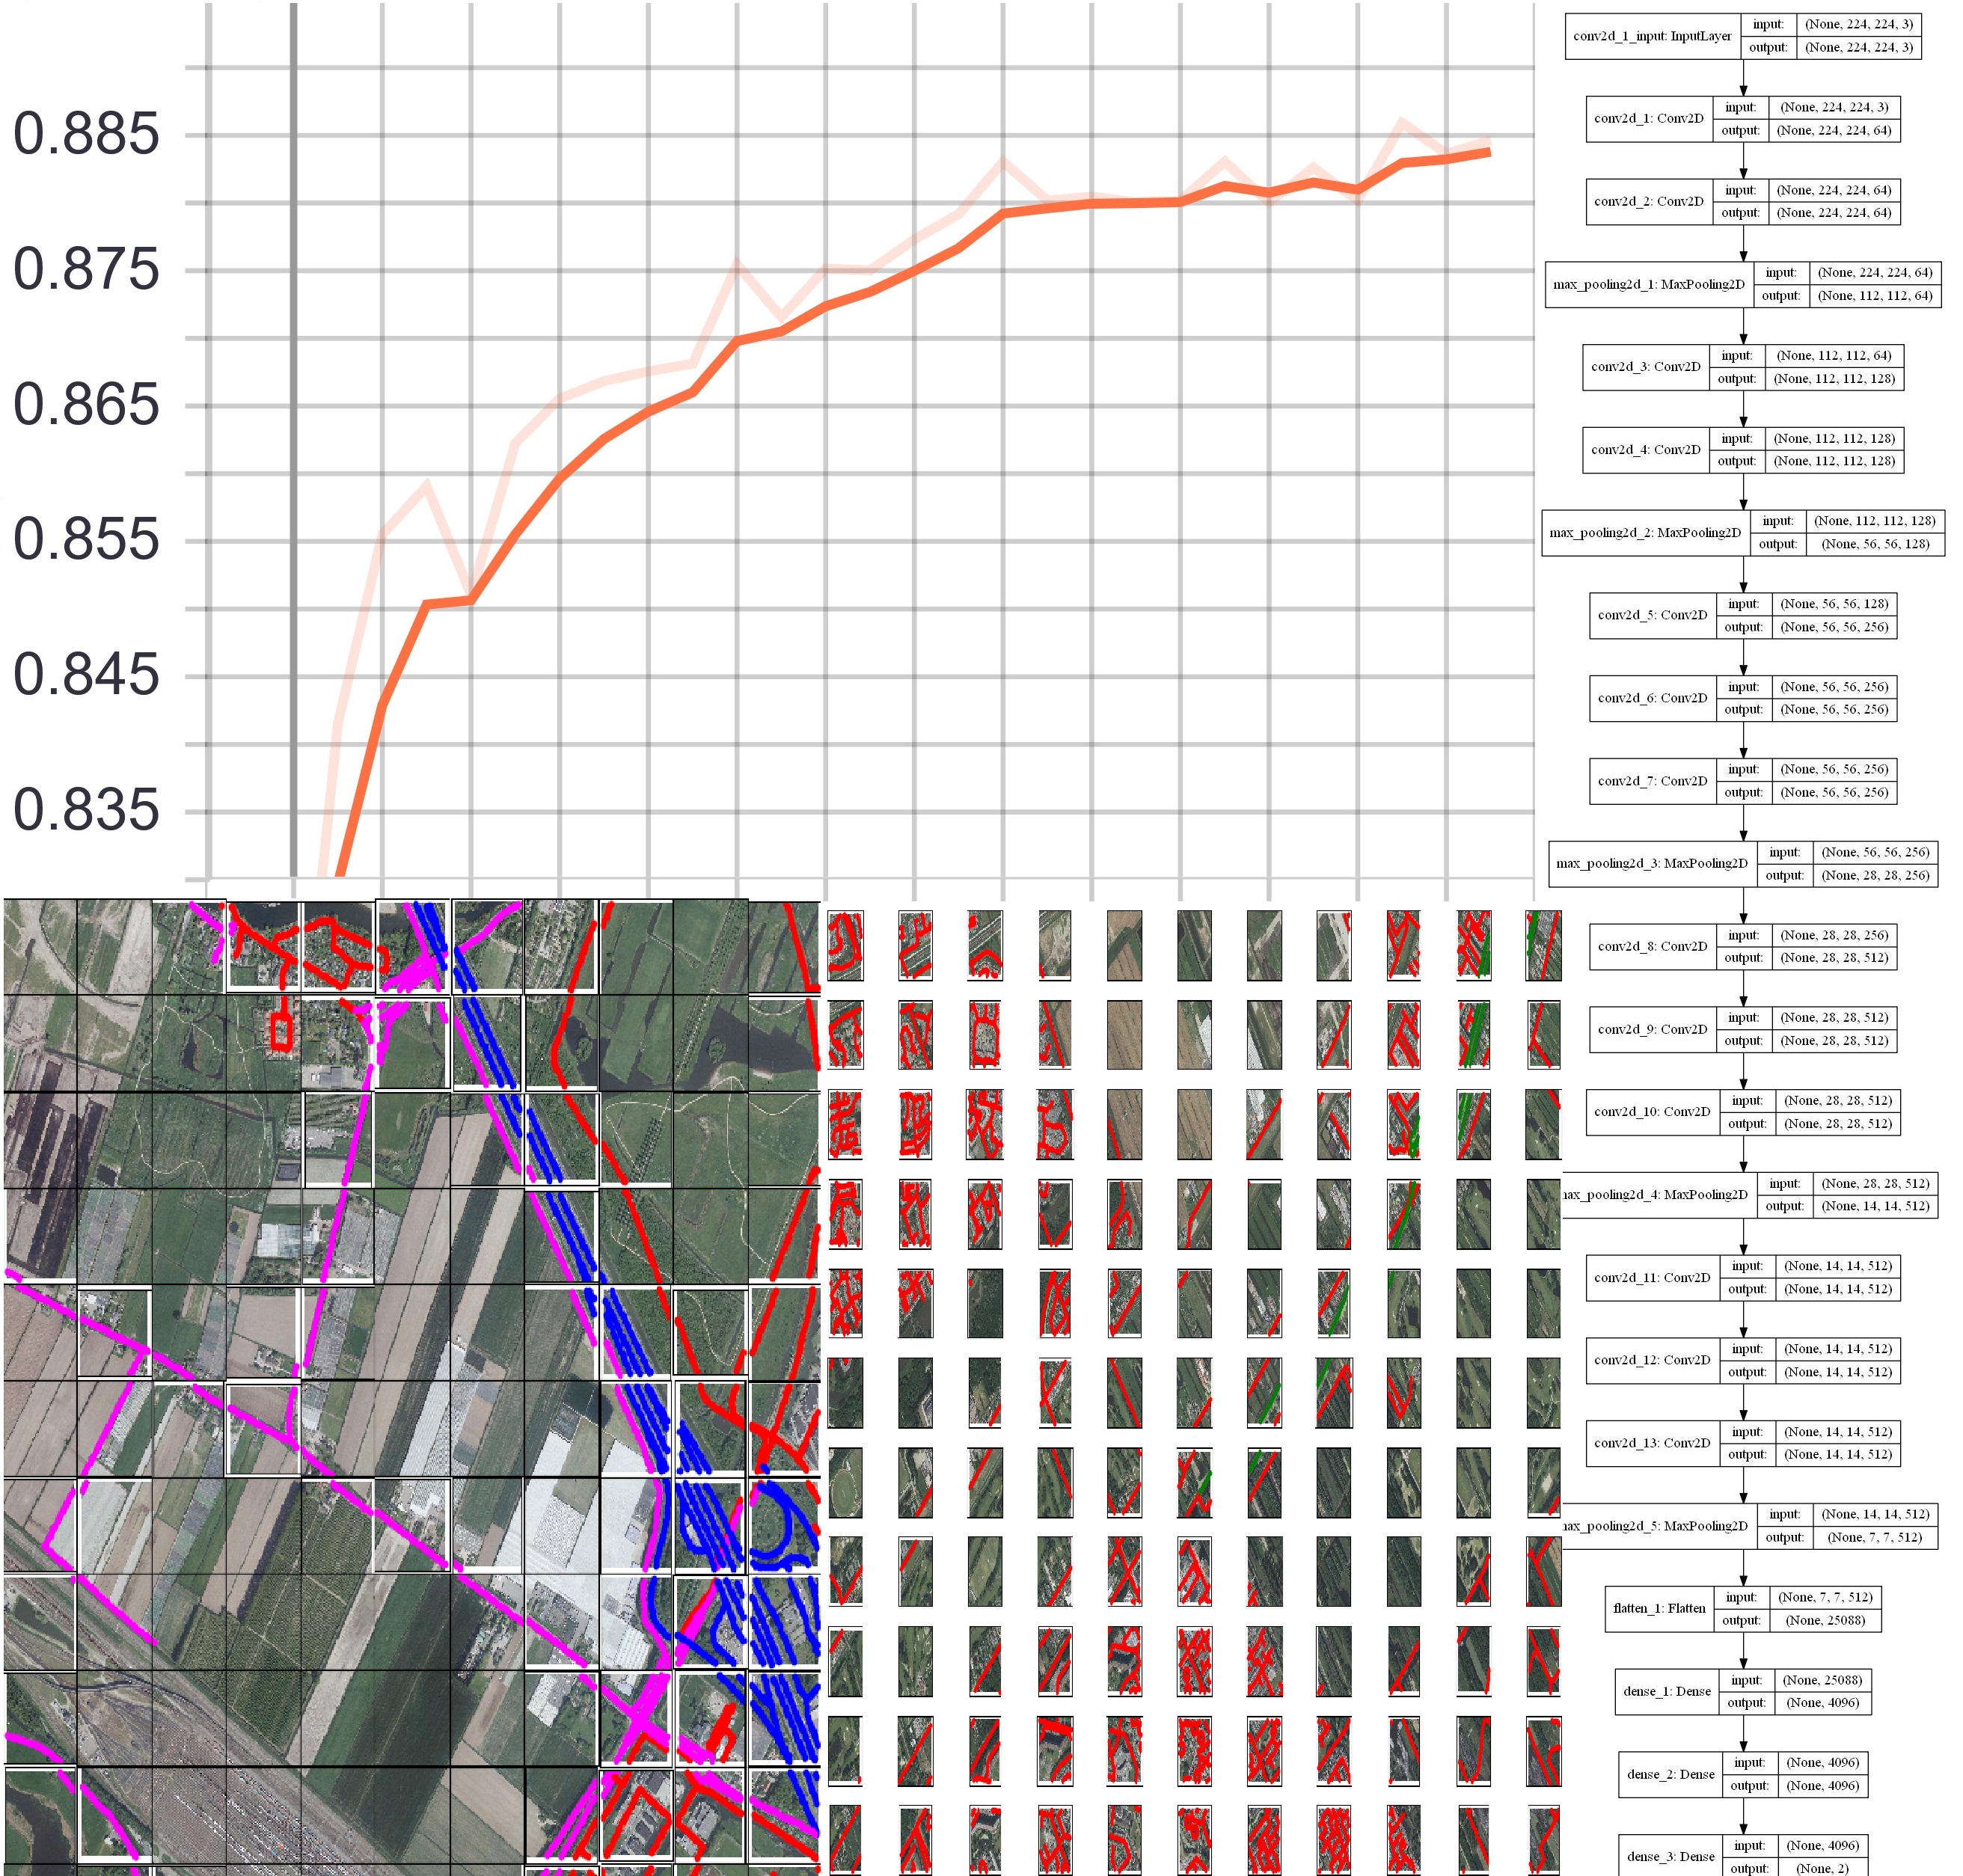 0.885
0.875
0.865
0.855
0.845
0.835
conv2d_1_input: InputLayer
input: (None, 224, 224, 3)
output: (None, 224, 224, 3)
conv2d_1: Conv2D
input: (None, 224, 224, 3)
output: (None, 224, 224, 64)
conv2d_2: Conv2D
input: (None, 224, 224, 64)
output: (None, 224, 224, 64)
max_pooling2d_1: MaxPooling2D
input: (None, 224, 224, 64)
output: (None, 112, 112, 64)
conv2d_3: Conv2D
input: (None, 112, 112, 64)
output: (None, 112, 112, 128)
conv2d_4: Conv2D
input: (None, 112, 112, 128)
output: (None, 112, 112, 128)
max_pooling2d_2: MaxPooling2D
input: (None, 112, 112, 128)
output: (None, 56, 56, 128)
conv2d_5: Conv2D
input: (None, 56, 56, 128)
output: (None, 56, 56, 256)
conv2d_6: Conv2D
input: (None, 56, 56, 256)
output: (None, 56, 56, 256)
conv2d_7: Conv2D
input: (None, 56, 56, 256)
output: (None, 56, 56, 256)
max_pooling2d_3: MaxPooling2D
input: (None, 56, 56, 256)
output: (None, 28, 28, 256)
conv2d_8: Conv2D
input: (None, 28, 28, 256)
output: (None, 28, 28, 512)
conv2d_9: Conv2D
input: (None, 28, 28, 512)
output: (None, 28, 28, 512)
conv2d_10: Conv2D
input: (None, 28, 28, 512)
output: (None, 28, 28, 512)
ax_pooling2d_4: MaxPooling2D
input: (None, 28, 28, 512)
output: (None, 14, 14, 512)
conv2d_11: Conv2D
input: (None, 14, 14, 512)
output: (None, 14, 14, 512)
conv2d_12: Conv2D
input: (None, 14, 14, 512)
output: (None, 14, 14, 512)
conv2d_13: Conv2D
input: (None, 14, 14, 512)
output: (None, 14, 14, 512)
ax_pooling2d_5: MaxPooling2D
input: (None, 14, 14, 512)
output: (None, 7, 7, 512)
flatten_1: Flatten
input: (None, 7, 7, 512)
output: (None, 25088)
dense_1: Dense
input: (None, 25088)
output: (None, 4096)
dense_2: Dense
input: (None, 4096)
output: (None, 4096)
dense_3: Dense
input: (None, 4096)
output: (None, 2)